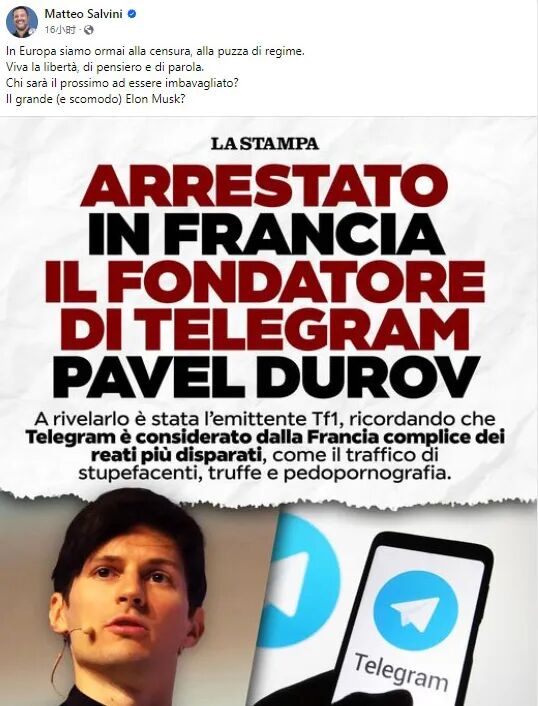 Matteo Salvini
16小时
In Europa siamo ormai alla censura, alla puzza di regime.
Viva la libertà, di pensiero e di parola.
Chi sarà il prossimo ad essere imbavagliato?
Il grande (e scomodo) Elon Musk?
LA STAMPA
ARRESTATO
IN FRANCIA
IL FONDATORE
DI TELEGRAM
PAVEL DUROV
A rivelarlo è stata l'emittente Tf1, ricordando che
Telegram è considerato dalla Francia complice dei
reati più disparati, come il traffico di
stupefacenti, truffe e pedopornografia.
Telegram